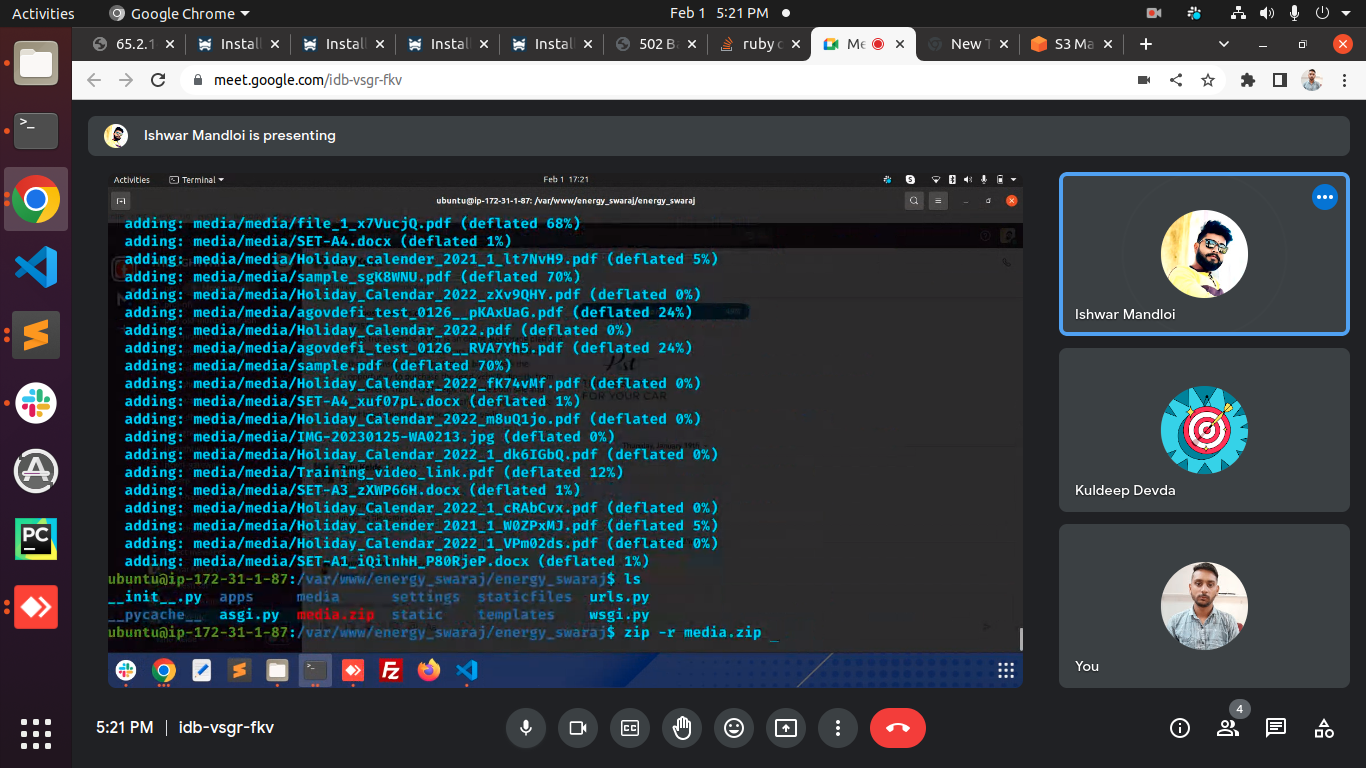 Activities
Google Chrome
Feb 1 5:21 PM
65.2.1
Install
Install
Install
Install
502 B
ruby c
Me
New T
S3 Ma
meet.google.com/idb-vsgr-fkv
Ishwar Mandloi is presenting
Activities
Terminal
Feb 1 17:21
ubuntu@ip-172-31-1-87: /var/www/energy_swaraj/energy_swaraj
adding: media/media/file_1_x7VucjQ.pdf (deflated 68%)
adding: media/media/SET-A4.docx (deflated 1%)
adding: media/media/Holiday_calender_2021_1_lt7NvH9.pdf (deflated 5%)
adding: media/media/sample_sgK8WNU.pdf (deflated 70%)
adding: media/media/Holiday_Calendar_2022_zXv9QHY.pdf (deflated 0%)
adding: media/media/agovdefi_test_0126__pKAxUaG.pdf (deflated 24%)
adding: media/media/Holiday_Calendar_2022.pdf (deflated 0%)
adding: media/media/agovdefi_test_0126__RVA7Yh5.pdf (deflated 24%)
adding: media/media/sample.pdf (deflated 70%)
adding: media/media/Holiday_Calendar_2022_fK74vMf.pdf (deflated 0%)
adding: media/media/SET-A4_xuf07pL.docx (deflated 1%)
adding: media/media/Holiday_Calendar_2022_m8uQ1jo.pdf (deflated 0%)
adding: media/media/IMG-20230125-WA0213.jpg (deflated 0%)
adding: media/media/Holiday_Calendar_2022_1_dk6IGbQ.pdf (deflated 0%)
adding: media/media/Training_video_link.pdf (deflated 12%)
adding: media/media/SET-A3_zXWP66H.docx (deflated 1%)
adding: media/media/Holiday_Calendar_2022_1_cRAbCvx.pdf (deflated 0%)
adding: media/media/Holiday_calender_2021_1_W0ZPxMJ.pdf (deflated 5%)
adding: media/media/Holiday_Calendar_2022_1_VPm02ds.pdf (deflated 0%)
adding: media/media/SET-A1_iQilnhH_P80RjeP.docx (deflated 1%)
ubuntu@ip-172-31-1-87:/var/www/energy_swaraj/energy_swaraj$ ls
__init__.py apps media settings staticfiles urls.py
__pycache__ asgi.py media.zip static templates wsgi.py
ubuntu@ip-172-31-1-87:/var/www/energy_swaraj/energy_swaraj$ zip -r media.zip _
Ishwar Mandloi
Kuldeep Devda
You
5:21 PM | idb-vsgr-fkv
4